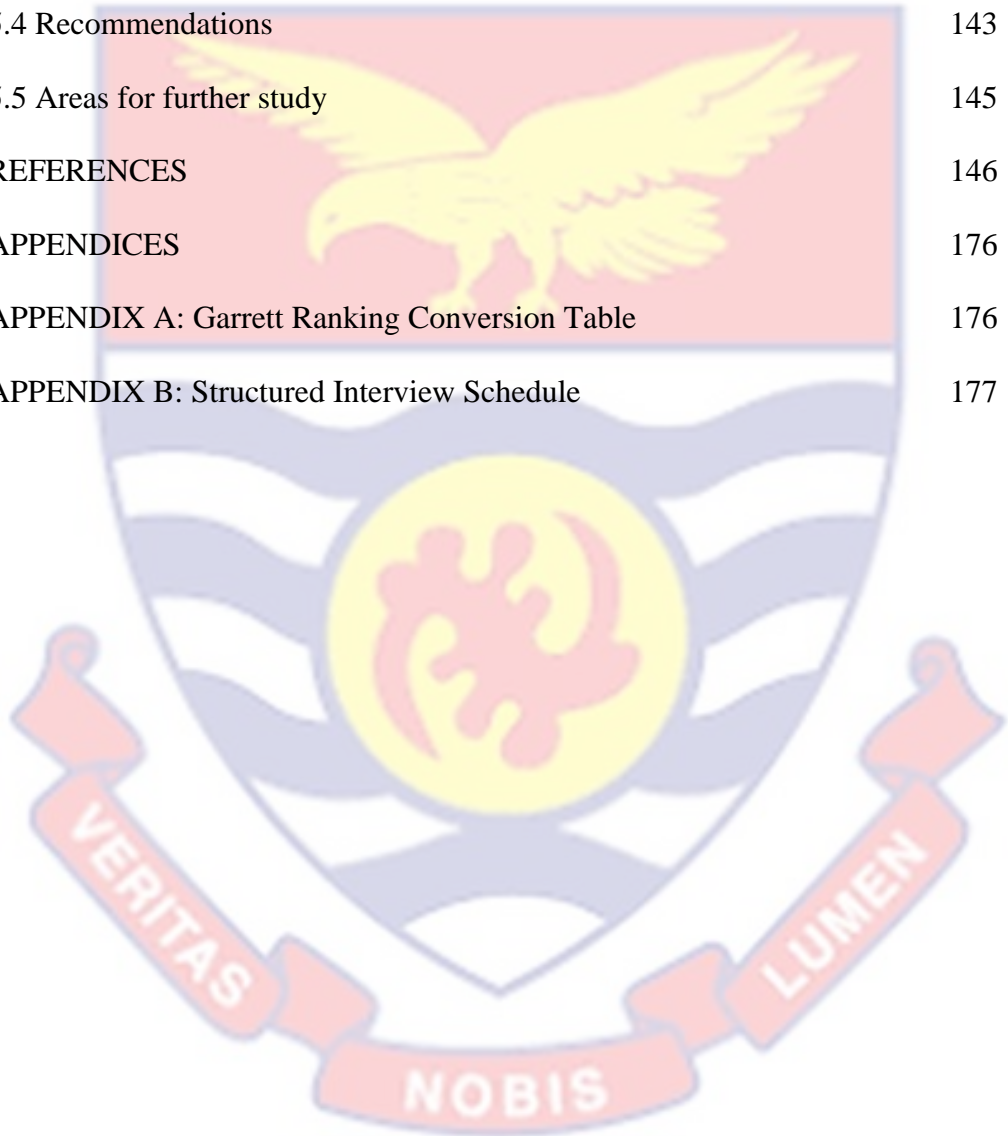 5.4 Recommendations 143
5.5 Areas for further study 145
REFERENCES 146
APPENDICES 176
APPENDIX A: Garrett Ranking Conversion Table 176
APPENDIX B: Structured Interview Schedule 177
VERITAS
NOBIS
LUMEN